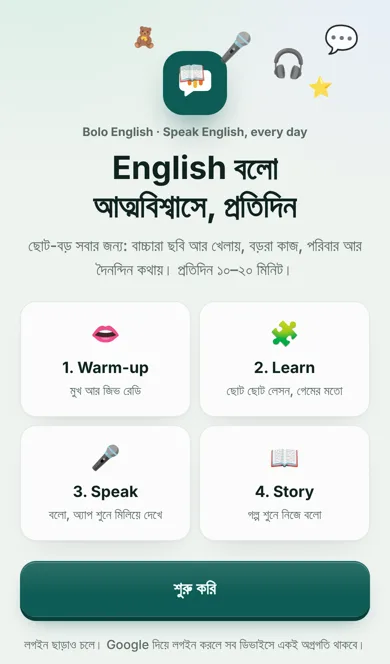 Bolo English · Speak English, every day
English বলো
আত্মবিশ্বাসে, প্রতিদিন
ছোট-বড় সবার জন্য: বাচ্চারা ছবি আর খেলায়, বড়রা কাজ, পরিবার আর
দৈনন্দিন কথায়। প্রতিদিন ১০–২০ মিনিট।
1. Warm-up
মুখ আর জিভ রেডি
2. Learn
ছোট ছোট লেসন, গেমের মতো
3. Speak
বলো, অ্যাপ শুনে মিলিয়ে দেখে
4. Story
গল্প শুনে নিজে বলো
শুরু করি
লগইন ছাড়াও চলে। Google দিয়ে লগইন করলে সব ডিভাইসে একই অগ্রগতি থাকবে।